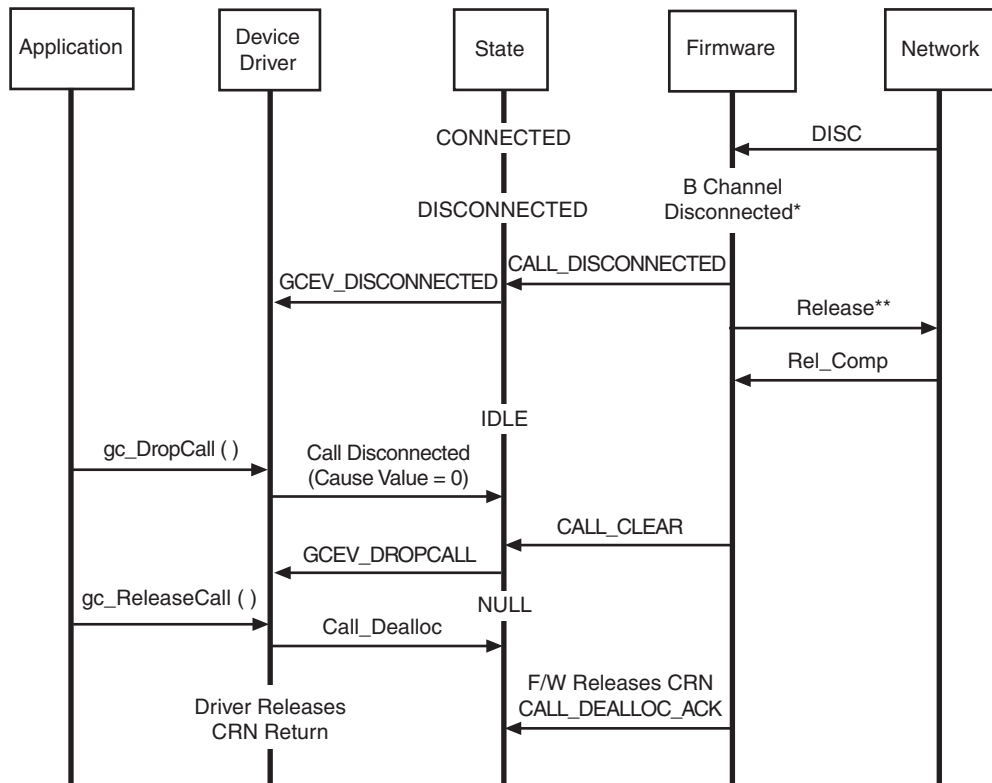 Application
Device
Driver
State
Firmware
Network
CONNECTED
DISC
B Channel
Disconnected*
DISCONNECTED
CALL_DISCONNECTED
GCEV_DISCONNECTED
Release**
Rel_Comp
IDLE
gc_DropCall ( )
Call Disconnected
(Cause Value = 0)
CALL_CLEAR
GCEV_DROPCALL
gc_ReleaseCall ( )
NULL
Call_Dealloc
F/W Releases CRN
CALL_DEALLOC_ACK
Driver Releases
CRN Return